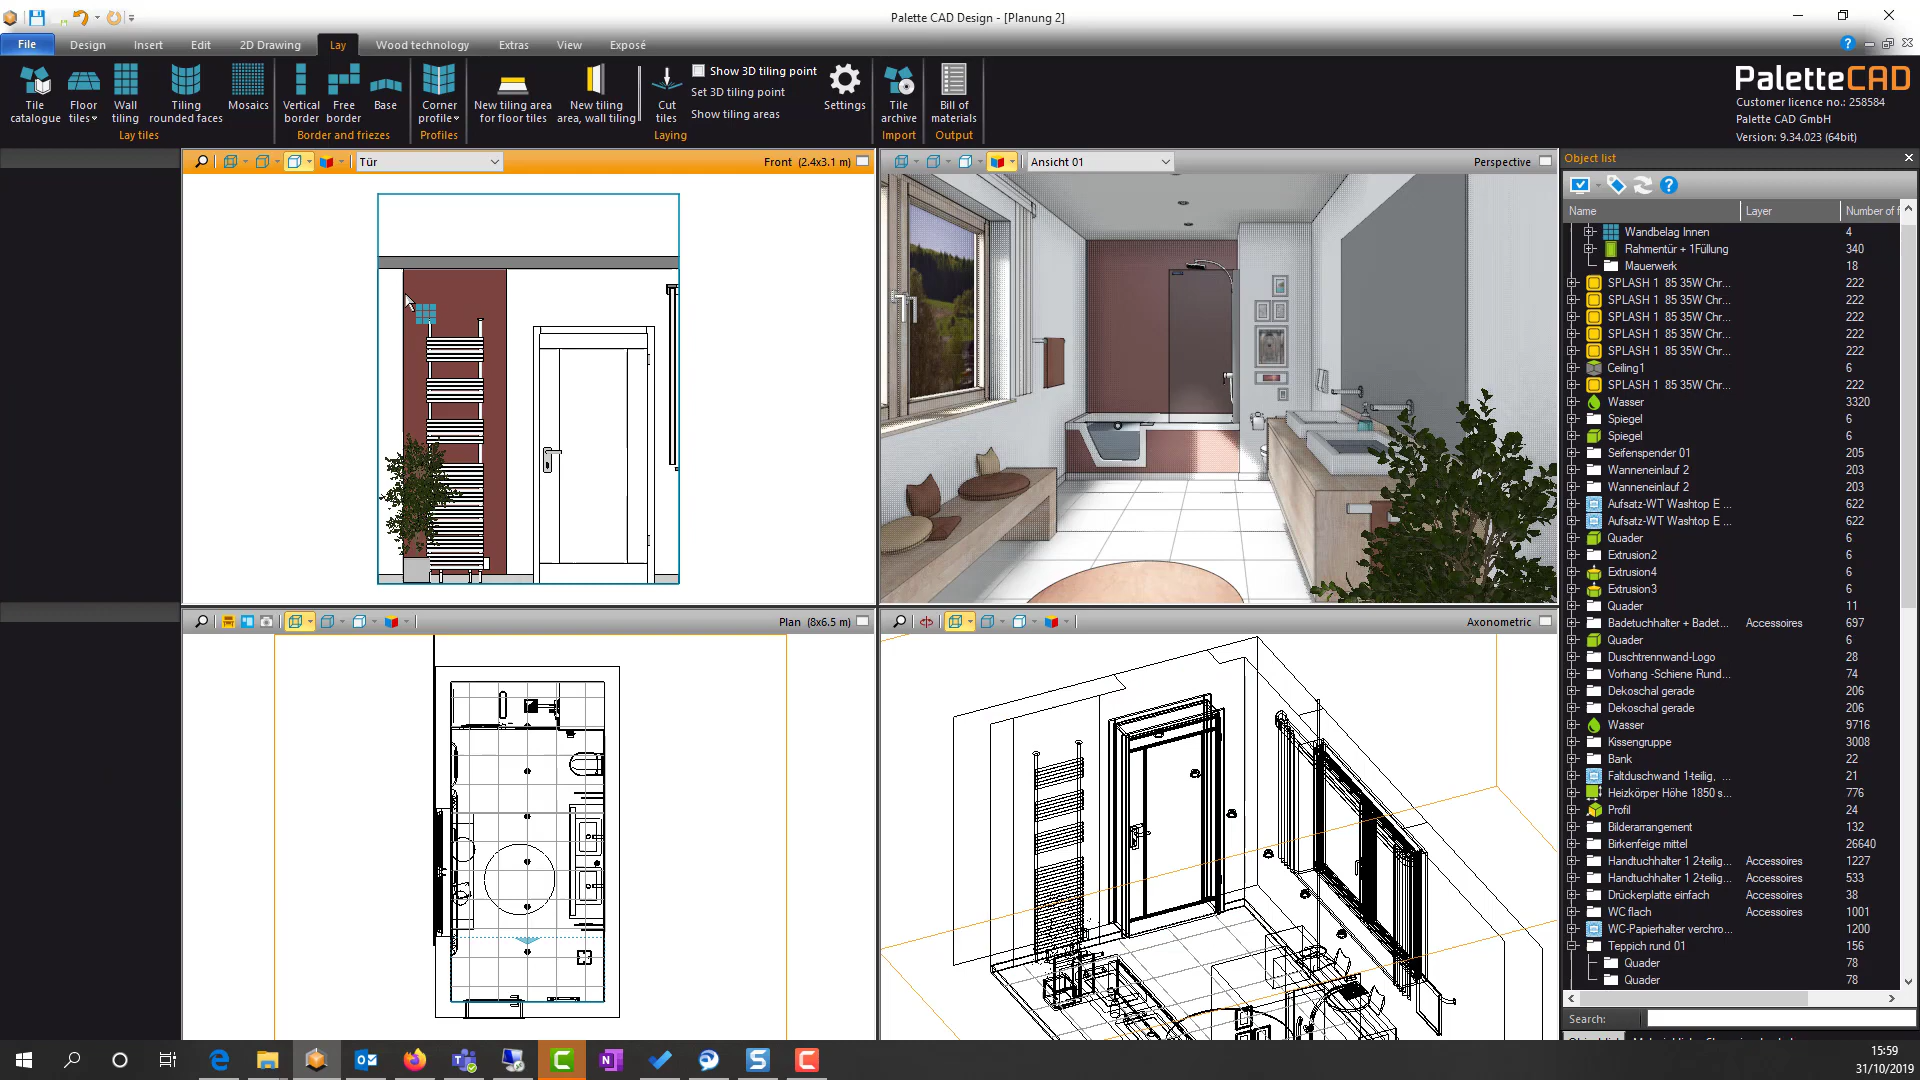 Palette CAD Design - [Planung 2]
File
Design
Insert
Edit
2D Drawing
Lay
Wood technology
Extras
View
Exposé
Tile catalogue
Floor tiles
Wall tiling
Tiling rounded faces
Mosaics
Lay tiles
Vertical border
Free border
Base
Border and friezes
Corner profile
Profiles
New tiling area for floor tiles
New tiling area, wall tiling
Cut tiles
Show 3D tiling point
Set 3D tiling point
Show tiling areas
Settings
Laying
Tile archive
Import
Bill of materials
Output
PaletteCAD
Customer licence no.: 258584
Palette CAD GmbH
Version: 9.34.023 (64bit)
Tür
Front (2.4x3.1 m)
Ansicht 01
Perspective
Plan (8x6.5 m)
Axonometric
Object list
Name Layer Number of f
Wandbelag Innen 4
Rahmentür + 1Füllung 340
Mauerwerk 18
SPLASH 1 85 35W Chr... 222
SPLASH 1 85 35W Chr... 222
SPLASH 1 85 35W Chr... 222
SPLASH 1 85 35W Chr... 222
SPLASH 1 85 35W Chr... 222
Ceiling1 6
SPLASH 1 85 35W Chr... 222
Wasser 3320
Spiegel 6
Spiegel 6
Seifenspender 01 205
Wanneneinlauf 2 203
Wanneneinlauf 2 203
Aufsatz-WT Washtop E ... 622
Aufsatz-WT Washtop E ... 622
Quader 6
Extrusion2 6
Extrusion4 6
Extrusion3 6
Quader 11
Badetuchhalter + Badet... Accessoires 697
Quader 6
Duschtrennwand-Logo 28
Vorhang -Schiene Rund... 74
Dekoschal gerade 206
Dekoschal gerade 206
Wasser 9716
Kissengruppe 3008
Bank 22
Faltduschwand 1-teilig, ... 21
Heizkörper Höhe 1850 s... 776
Profil 24
Bilderarrangement 132
Birkenfeige mittel 26640
Handtuchhalter 1 2-teilig... Accessoires 1227
Handtuchhalter 1 2-teilig... Accessoires 533
Drückerplatte einfach Accessoires 38
WC flach Accessoires 1001
WC-Papierhalter verchro... 1200
Teppich rund 01 156
Quader 78
Quader 78
Search:
15:59
31/10/2019